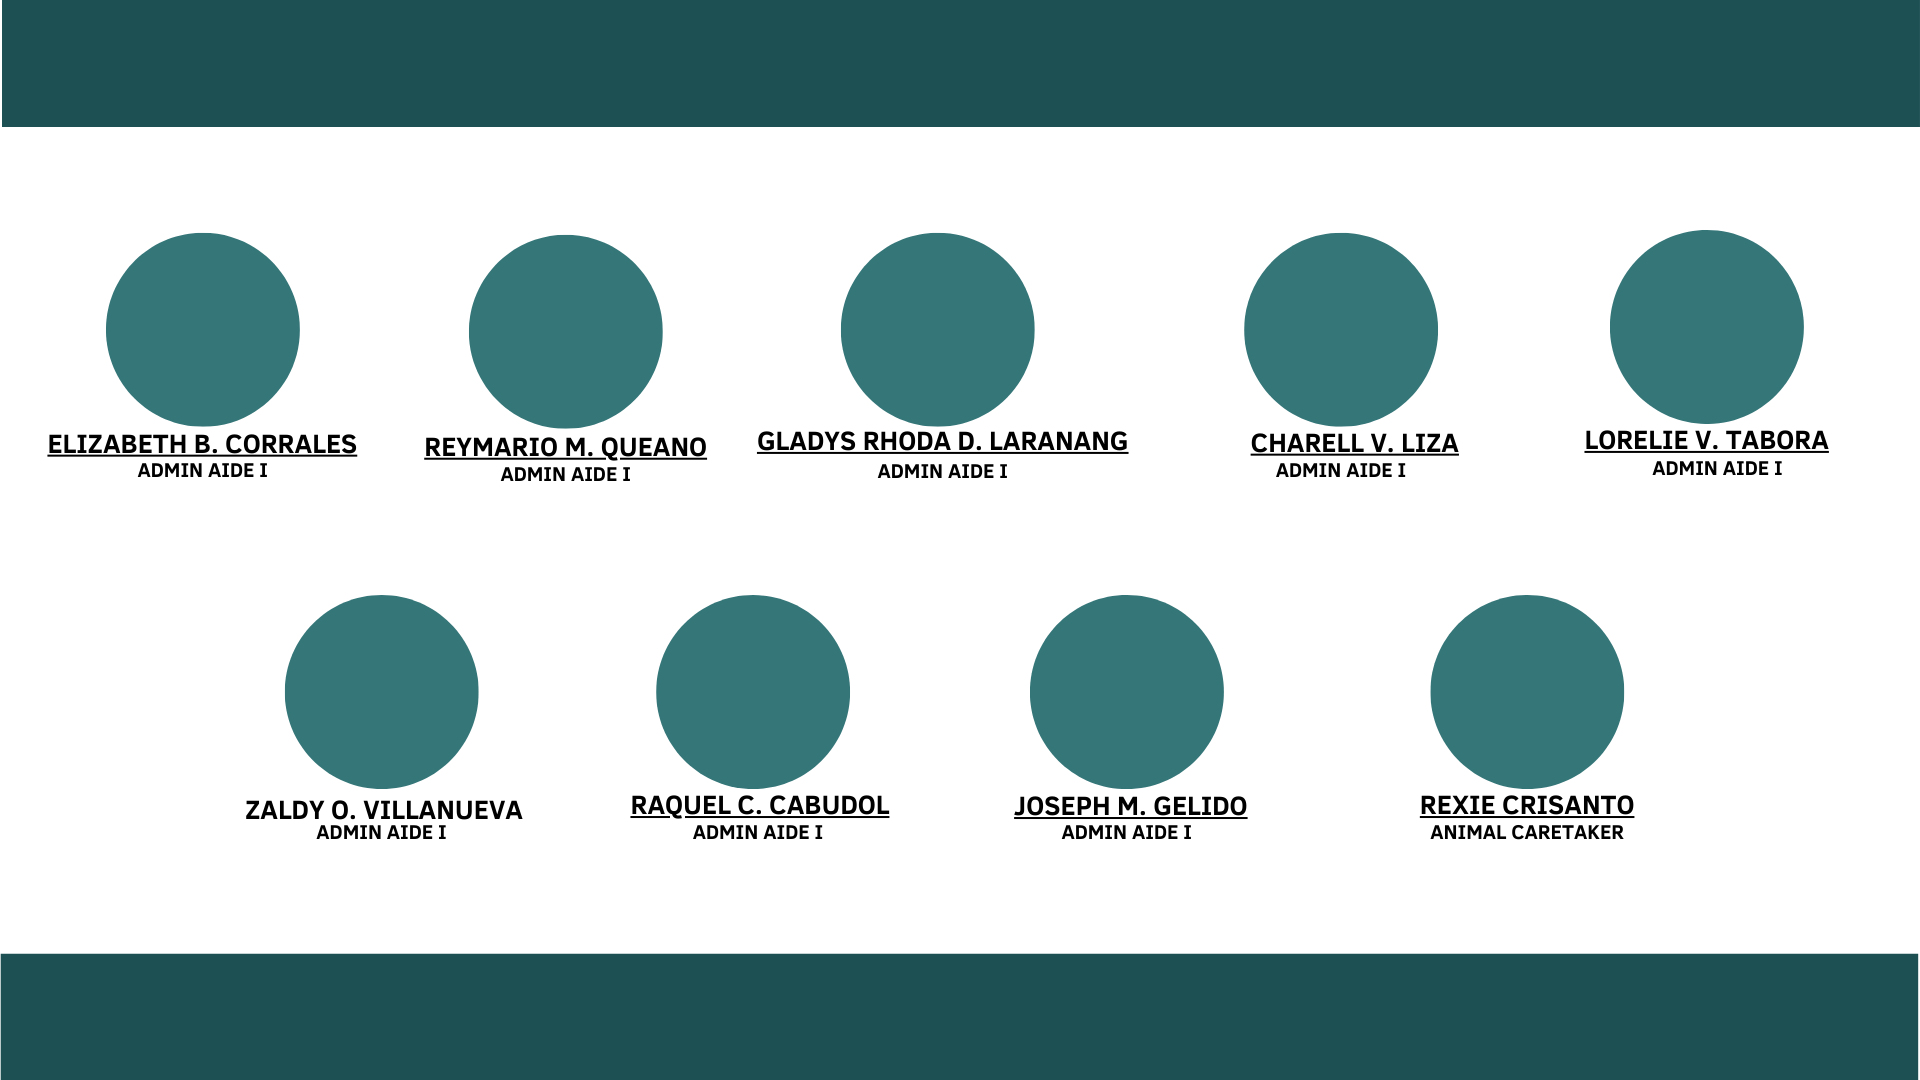 ELIZABETH B. CORRALES
ADMIN AIDE I
REYMARIO M. QUEANO
ADMIN AIDE I
GLADYS RHODA D. LARANANG
ADMIN AIDE I
CHARELL V. LIZA
ADMIN AIDE I
LORELIE V. TABORA
ADMIN AIDE I
ZALDY O. VILLANUEVA
ADMIN AIDE I
RAQUEL C. CABUDOL
ADMIN AIDE I
JOSEPH M. GELIDO
ADMIN AIDE I
REXIE CRISANTO
ANIMAL CARETAKER